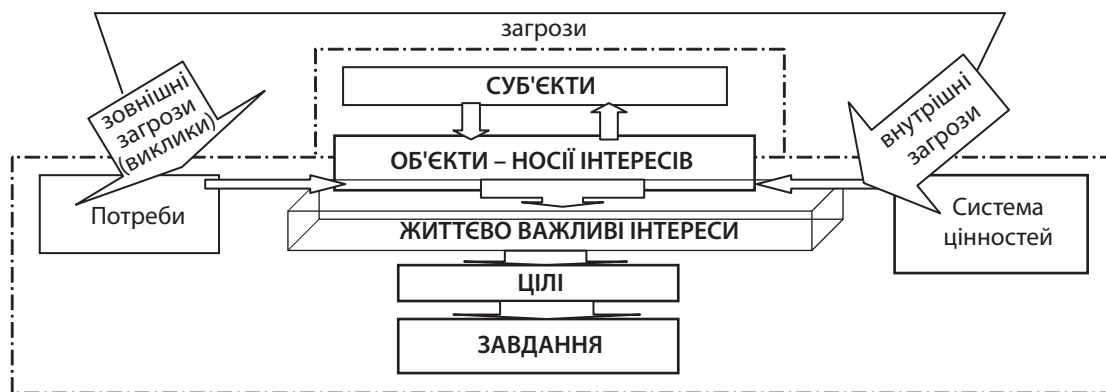 загрози
СУБ'ЄКТИ
зовнішні
загрози
(виклики)
внутрішні
загрози
ОБ'ЄКТИ – НОСІЇ ІНТЕРЕСІВ
Потреби
Система
цінностей
ЖИТТЄВО ВАЖЛИВІ ІНТЕРЕСИ
ЦІЛІ
ЗАВДАННЯ